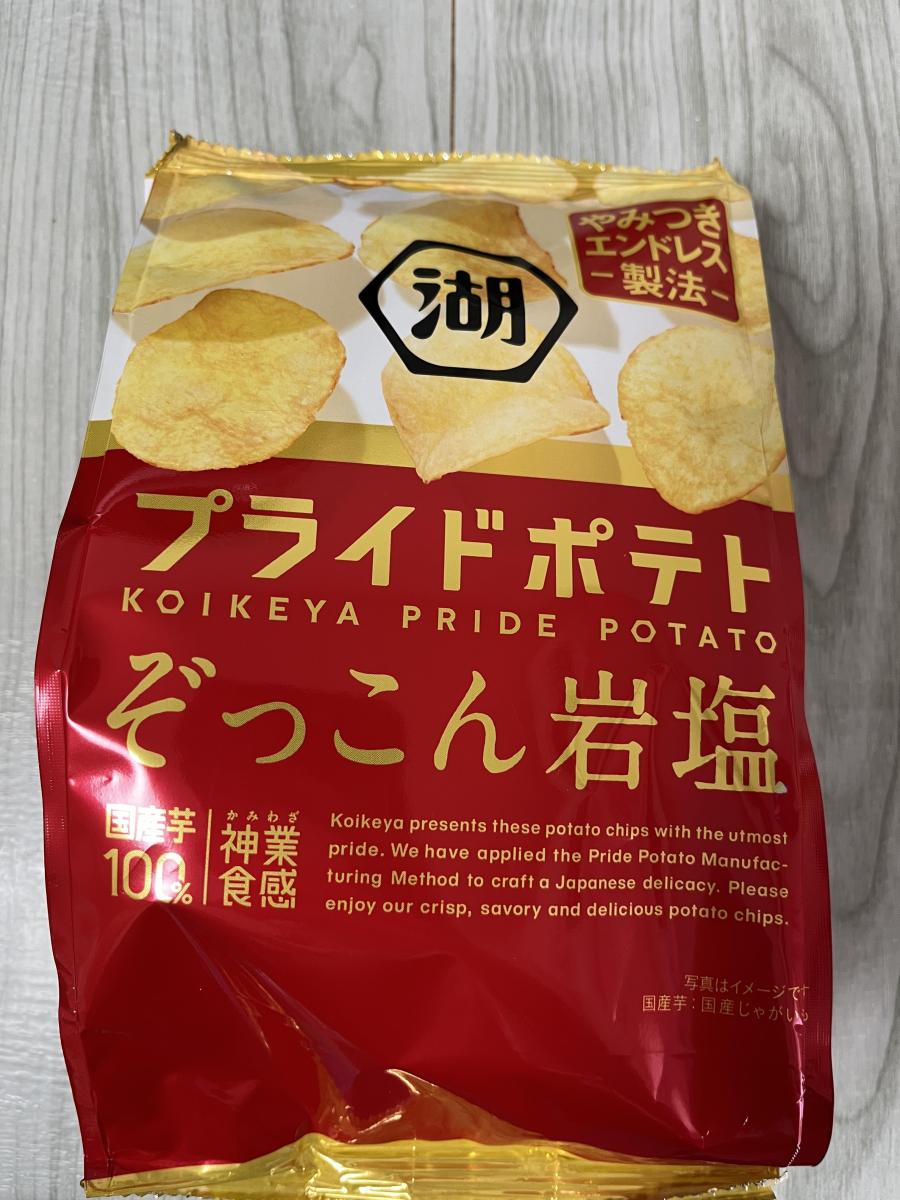 やみつき
エンドレス
－製法－
湖
プライドポテト
KOIKEYA PRIDE POTATO
ぞっこん岩塩
国産芋
100%
かみわざ
神業
食感
Koikeya presents these potato chips with the utmost
pride. We have applied the Pride Potato Manufac-
turing Method to craft a Japanese delicacy. Please
enjoy our crisp, savory and delicious potato chips.
写真はイメージです
国産芋：国産じゃがいも